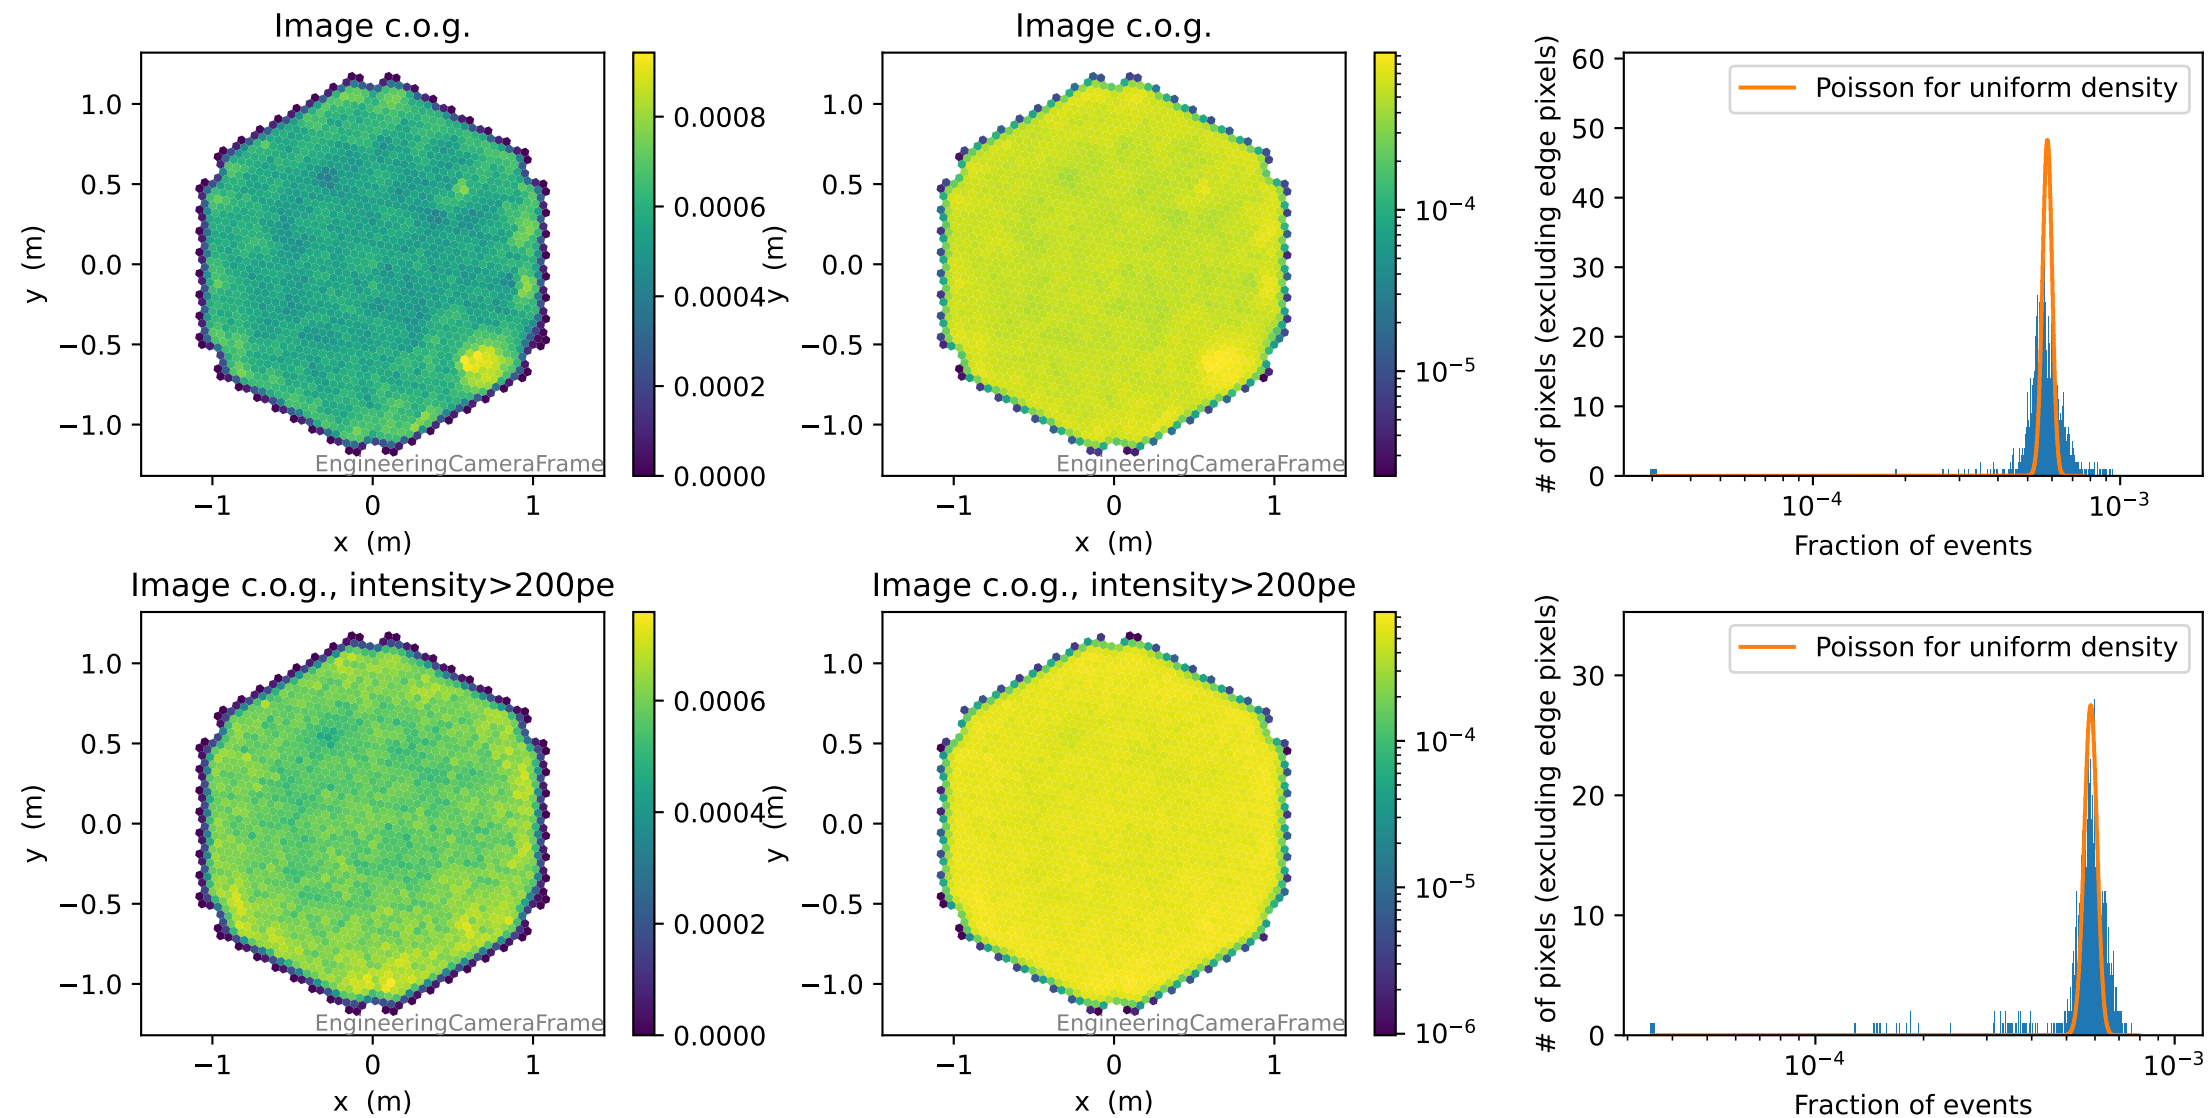 Image c.o.g.
1.0
0.5
0.0
−0.5
−1.0
y (m)
−1
0
1
x (m)
EngineeringCameraFrame
0.0008
0.0006
0.0004
0.0002
0.0000
Image c.o.g.
1.0
0.5
0.0
−0.5
−1.0
y (m)
−1
0
1
x (m)
EngineeringCameraFrame
10⁻⁴
10⁻⁵
60
50
40
30
20
10
0
# of pixels (excluding edge pixels)
Poisson for uniform density
10⁻⁴
10⁻³
Fraction of events
Image c.o.g., intensity>200pe
1.0
0.5
0.0
−0.5
−1.0
y (m)
−1
0
1
x (m)
EngineeringCameraFrame
0.0006
0.0004
0.0002
0.0000
Image c.o.g., intensity>200pe
1.0
0.5
0.0
−0.5
−1.0
y (m)
−1
0
1
x (m)
EngineeringCameraFrame
10⁻⁴
10⁻⁵
10⁻⁶
30
20
10
0
# of pixels (excluding edge pixels)
Poisson for uniform density
10⁻⁴
10⁻³
Fraction of events